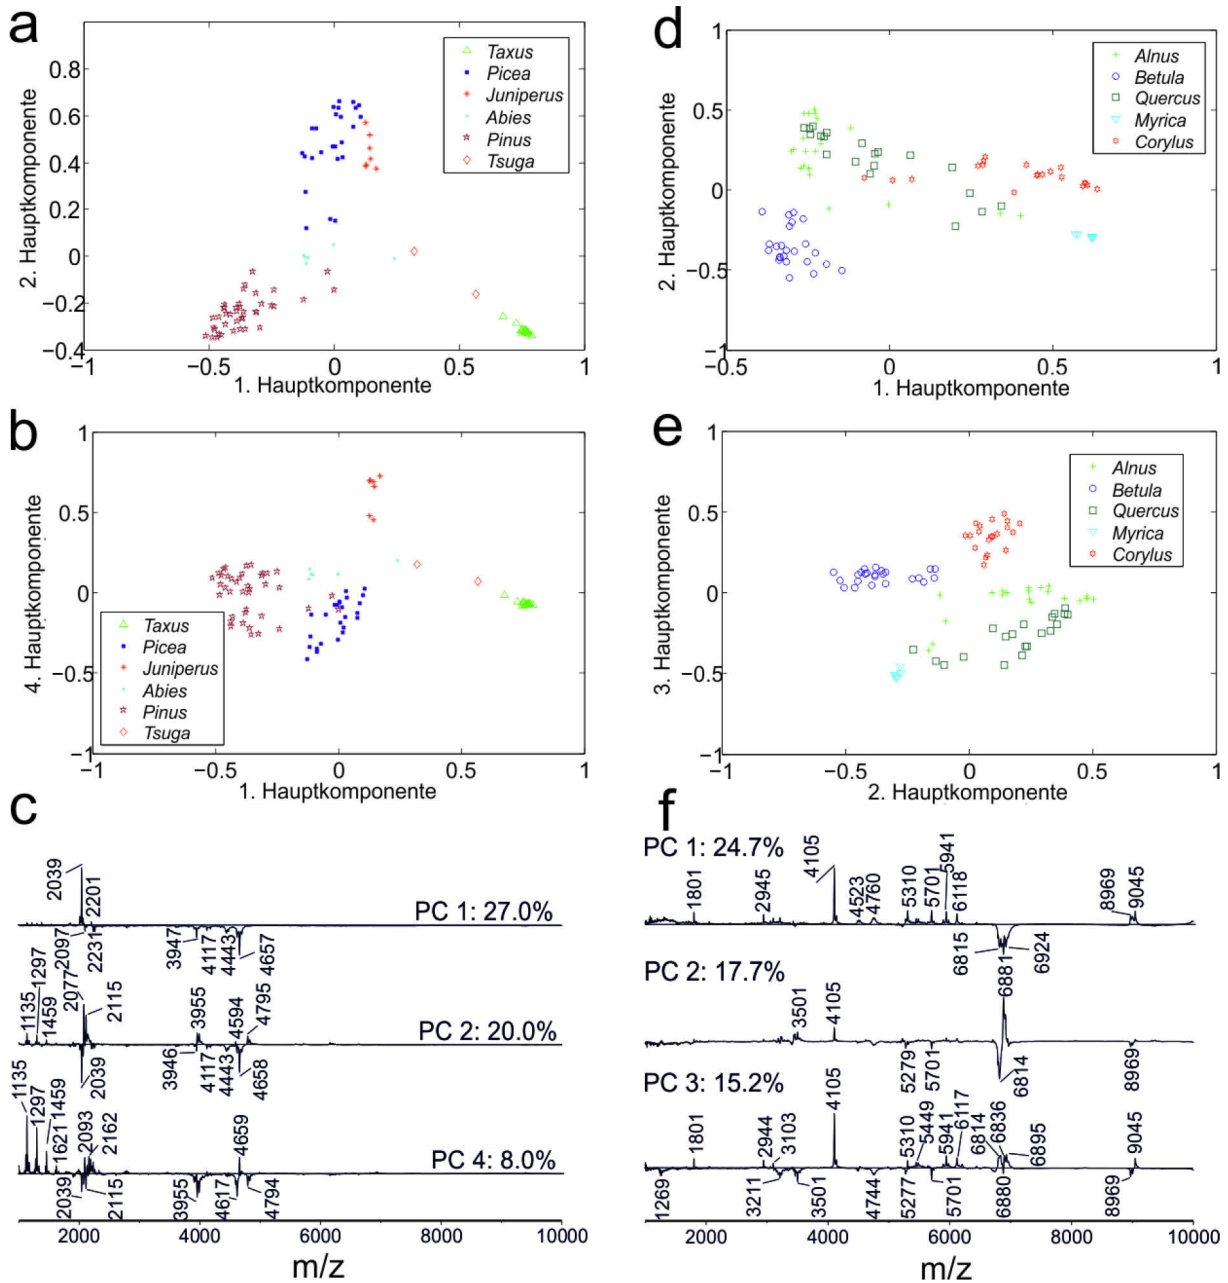 a
0.8
0.6
0.4
0.2
0
−0.2
−0.4
−1
−0.5
0
0.5
1
2. Hauptkomponente
1. Hauptkomponente
Taxus
Picea
Juniperus
Abies
Pinus
Tsuga
d
1
0.5
0
−0.5
−1
−0.5
0
0.5
1
2. Hauptkomponente
1. Hauptkomponente
Alnus
Betula
Quercus
Myrica
Corylus
b
1
0.5
0
−0.5
−1
−1
−0.5
0
0.5
1
4. Hauptkomponente
1. Hauptkomponente
Taxus
Picea
Juniperus
Abies
Pinus
Tsuga
e
1
0.5
0
−0.5
−1
−1
−0.5
0
0.5
1
3. Hauptkomponente
2. Hauptkomponente
Alnus
Betula
Quercus
Myrica
Corylus
c
2039
2201
PC 1: 27.0%
2097
2231
3947
4117
4443
4657
1135
1297
1459
2077
2115
3955
4594
4795
PC 2: 20.0%
2039
3946
4117
4443
4658
1135
1297
1459
1621
2093
2162
4659
PC 4: 8.0%
2039
2115
3955
4617
4794
2000 4000 6000 8000 10000
m/z
f
PC 1: 24.7%
1801
2945
4105
4523
4760
5310
5701
5941
6118
8969
9045
6815
6881
6924
PC 2: 17.7%
3501
4105
5279
5701
6814
8969
PC 3: 15.2%
1801
2944
3103
4105
5310
5449
5941
6117
6814
6836
6895
9045
1269
3211
3501
4744
5277
5701
6880
8969
2000 4000 6000 8000 10000
m/z